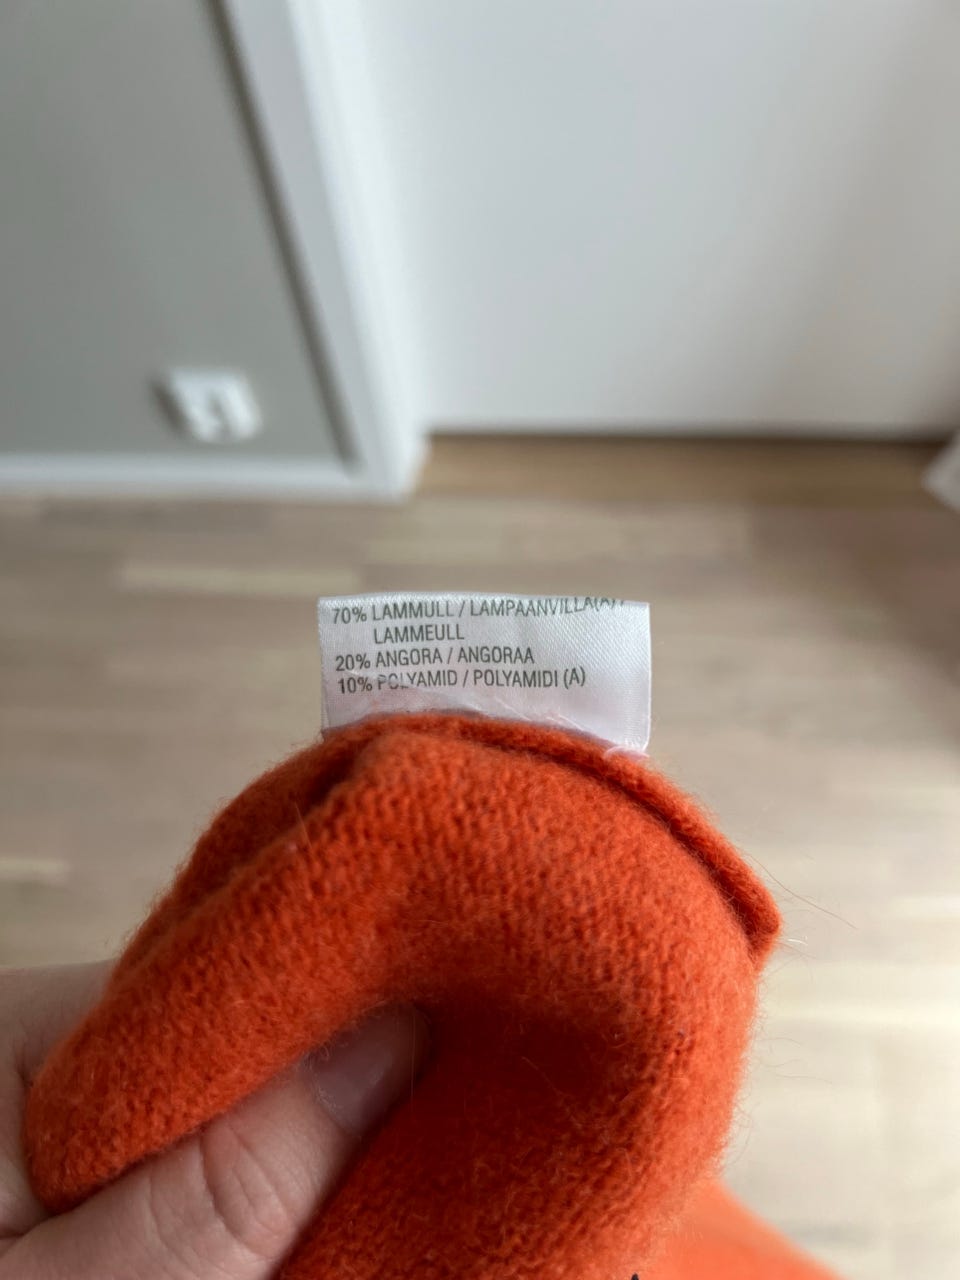 70% LAMMULL / LAMPAANVILLA(A) /
LAMMEULL
20% ANGORA / ANGORAA
10% POLYAMID / POLYAMIDI (A)